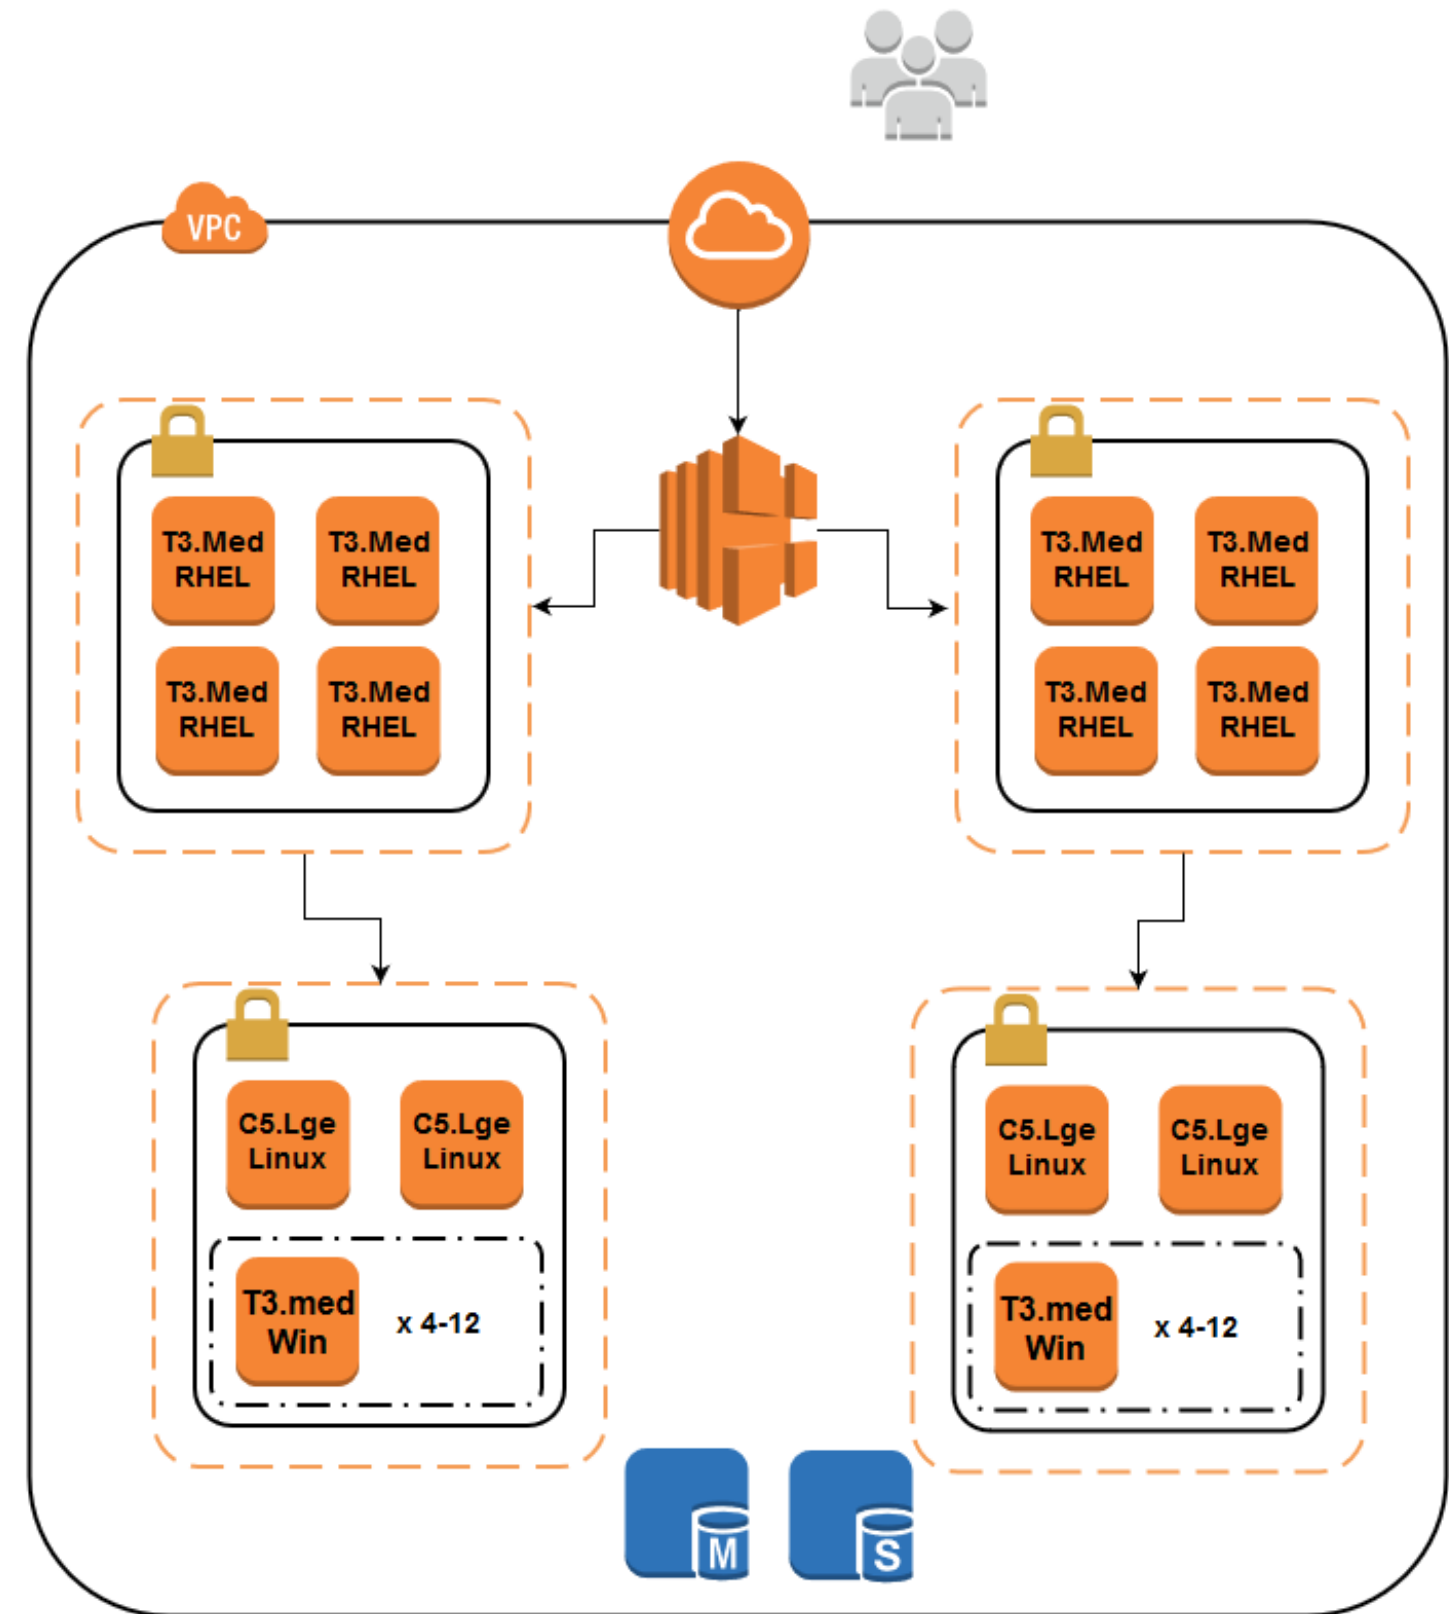 VPC
T3.Med
RHEL
T3.Med
RHEL
T3.Med
RHEL
T3.Med
RHEL
T3.Med
RHEL
T3.Med
RHEL
T3.Med
RHEL
T3.Med
RHEL
C5.Lge
Linux
C5.Lge
Linux
T3.med
Win
x 4-12
C5.Lge
Linux
C5.Lge
Linux
T3.med
Win
x 4-12
M
S